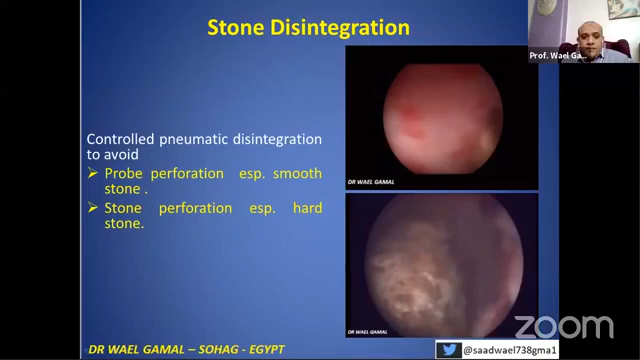 Stone Disintegration
Prof. Wael Ga...
Controlled pneumatic disintegration
to avoid
Probe perforation esp. smooth
stone .
Stone perforation esp. hard
stone.
DR WAEL GAMAL
DR WAEL GAMAL
DR WAEL GAMAL – SOHAG - EGYPT
@saadwael738gma1
zoom